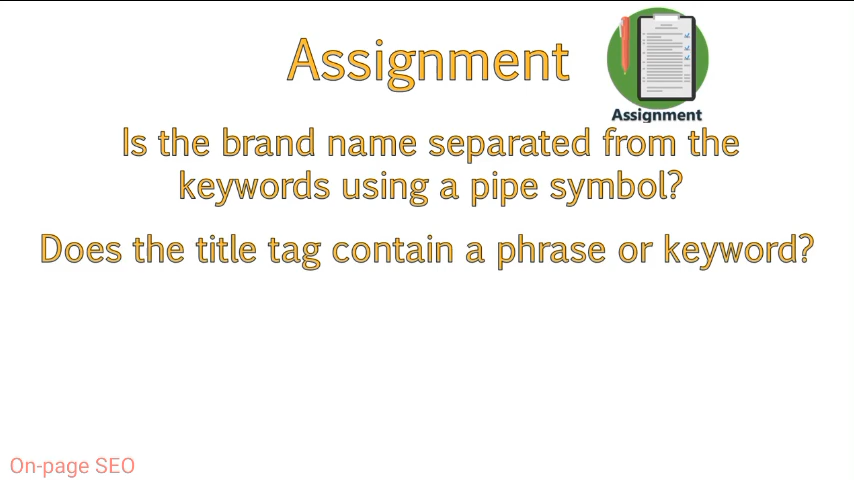 Assignment
Assignment
Is the brand name separated from the
keywords using a pipe symbol?
Does the title tag contain a phrase or keyword?
On-page SEO